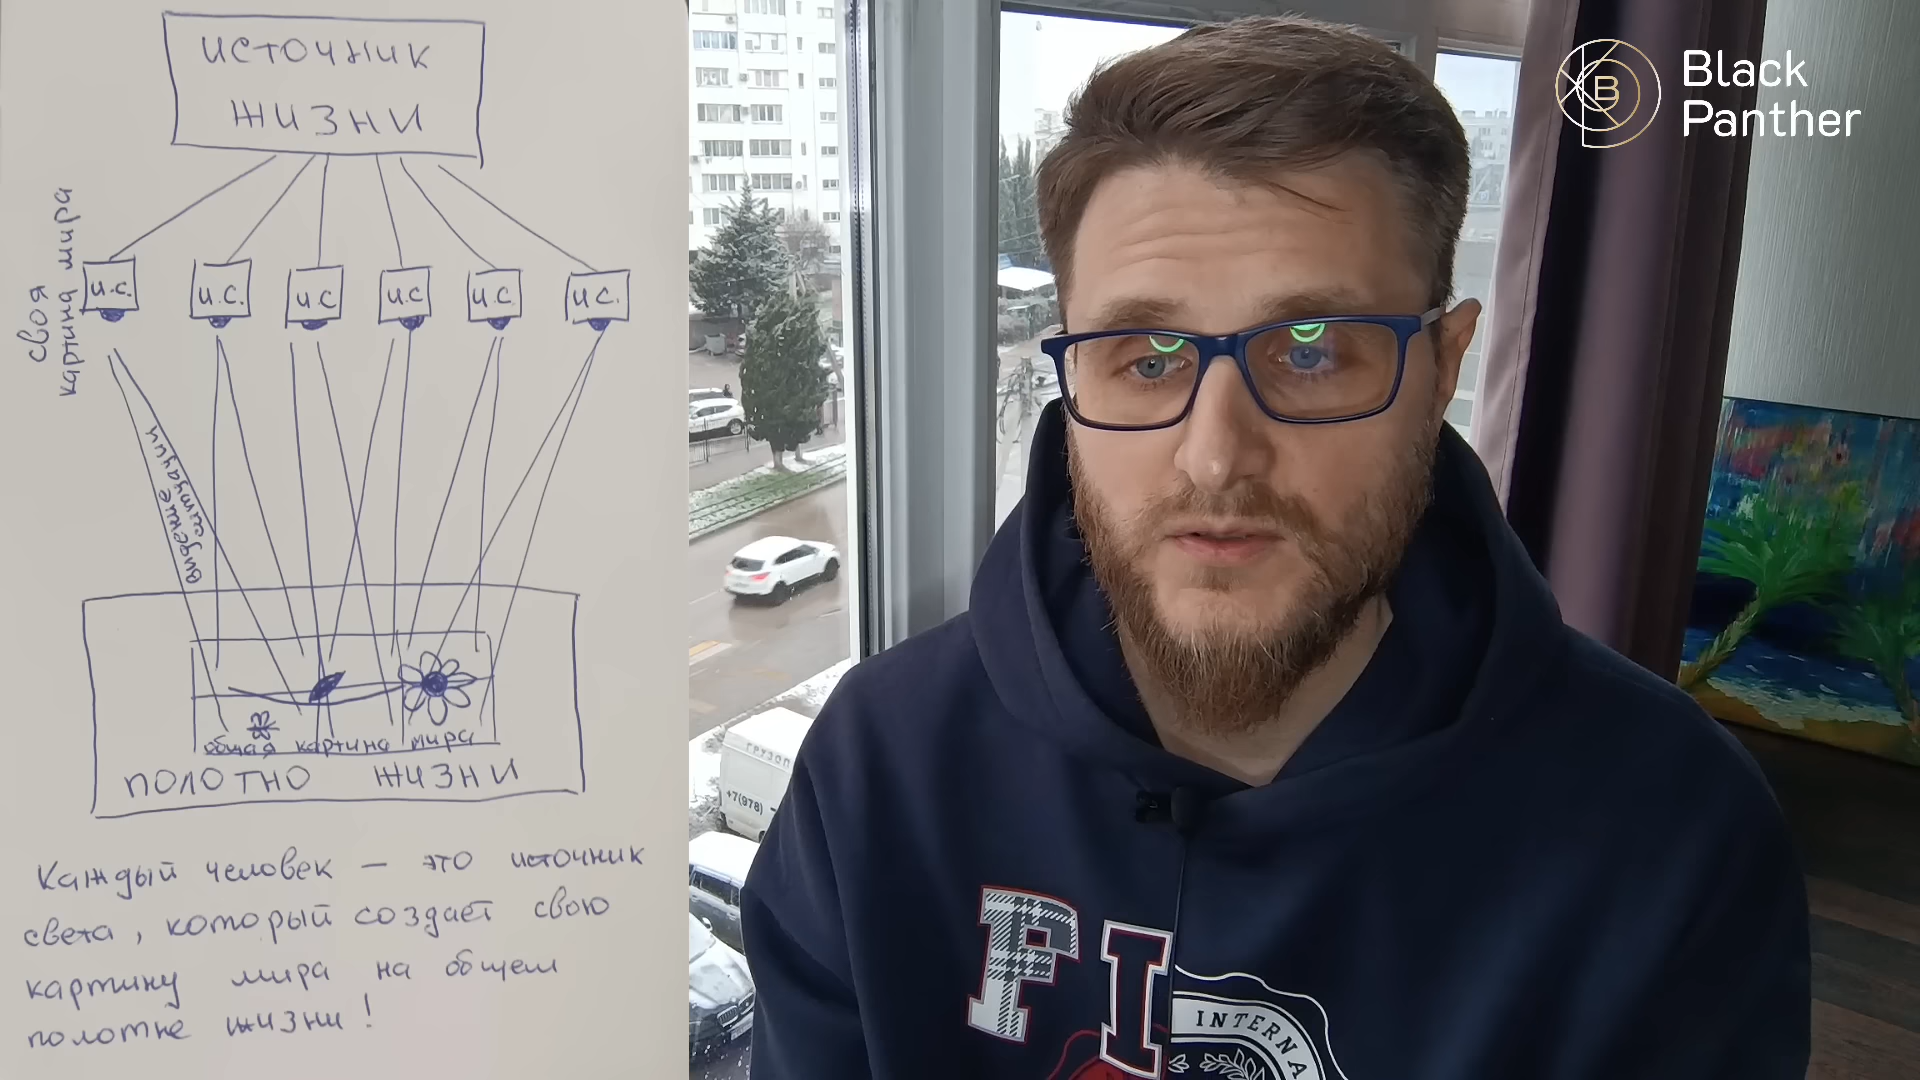 ИСТОЧНИК
ЖИЗНИ
своя
картина мира
и.с.
и.с.
и.с
и.с
и.с.
и.с.
видение
ситуации
общая картина мира
ПОЛОТНО ЖИЗНИ
Каждый человек — это источник
света, который создаёт свою
картину мира на общем
полотне жизни!
Black
Panther
ГРУЗОП
+7(978) -
FI
INTERNA